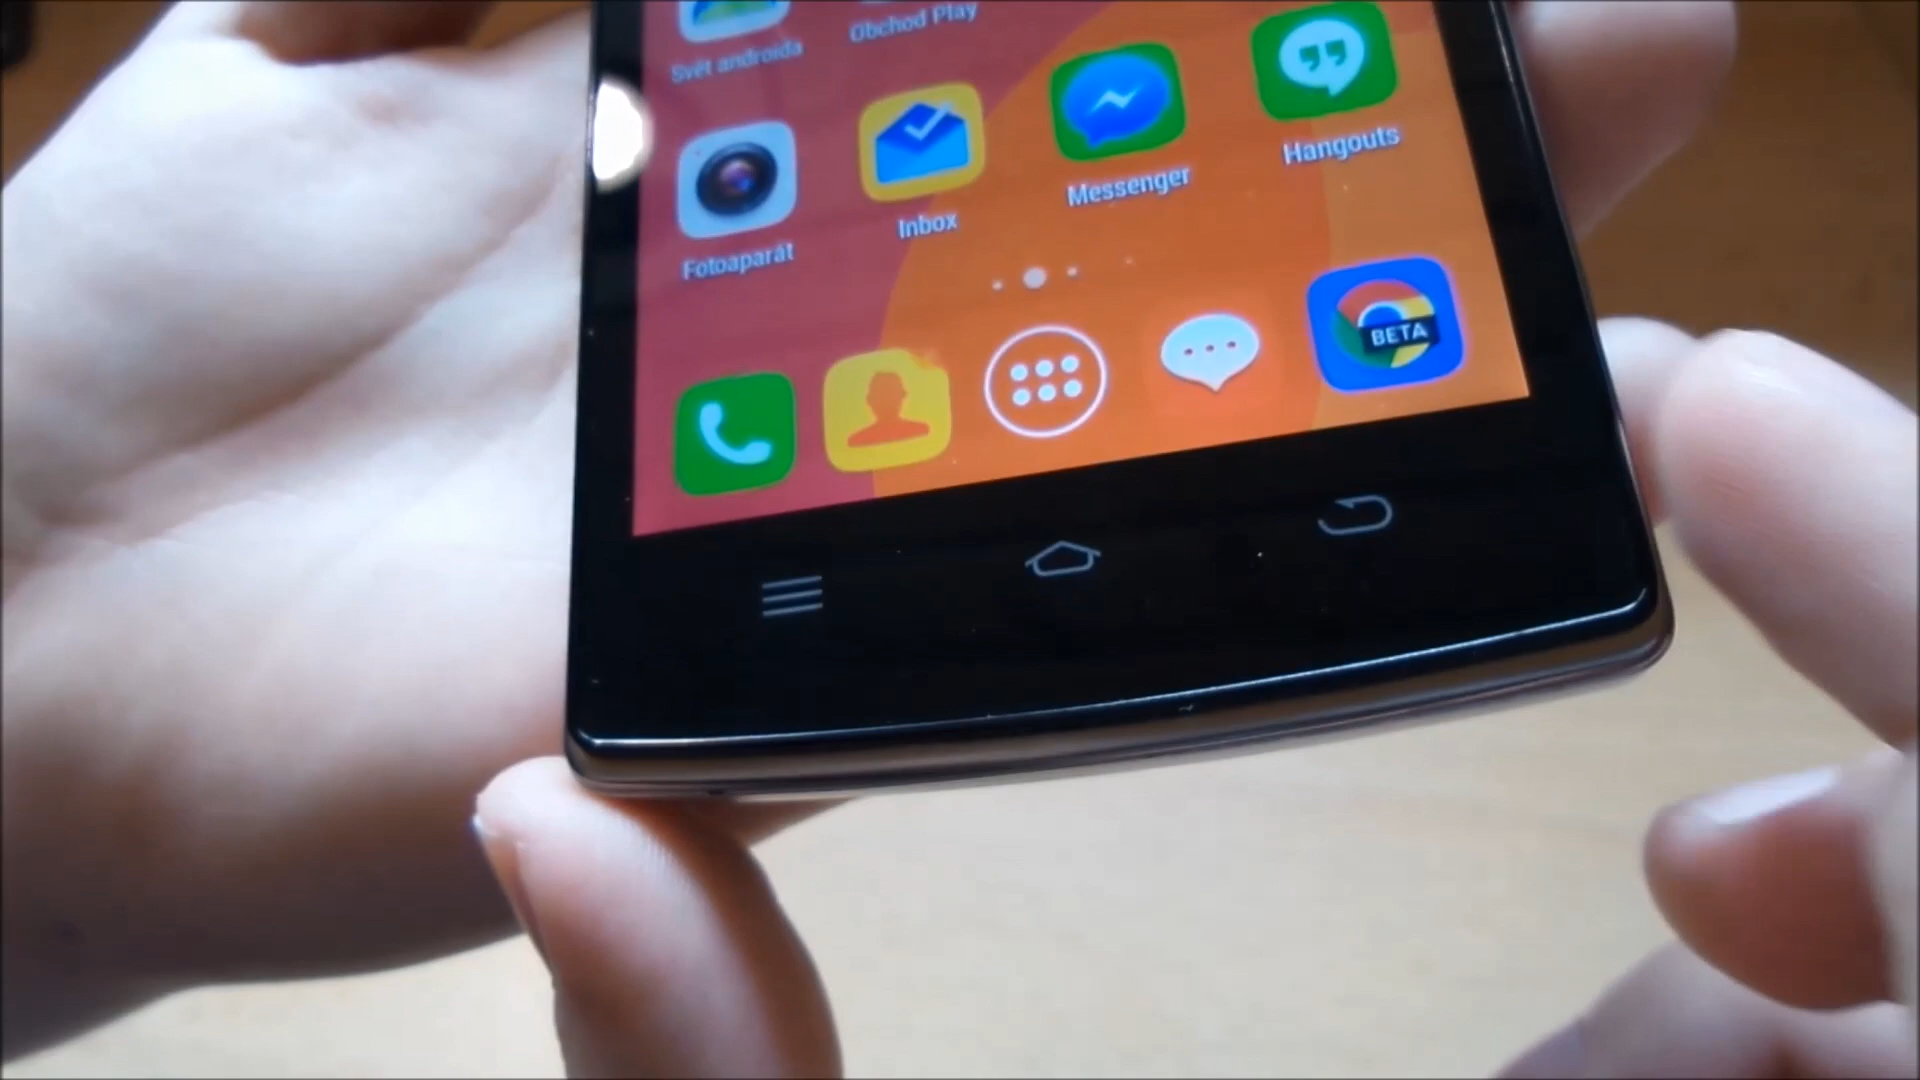 Svět androida
Obchod Play
Fotoaparát
Inbox
Messenger
Hangouts
BETA